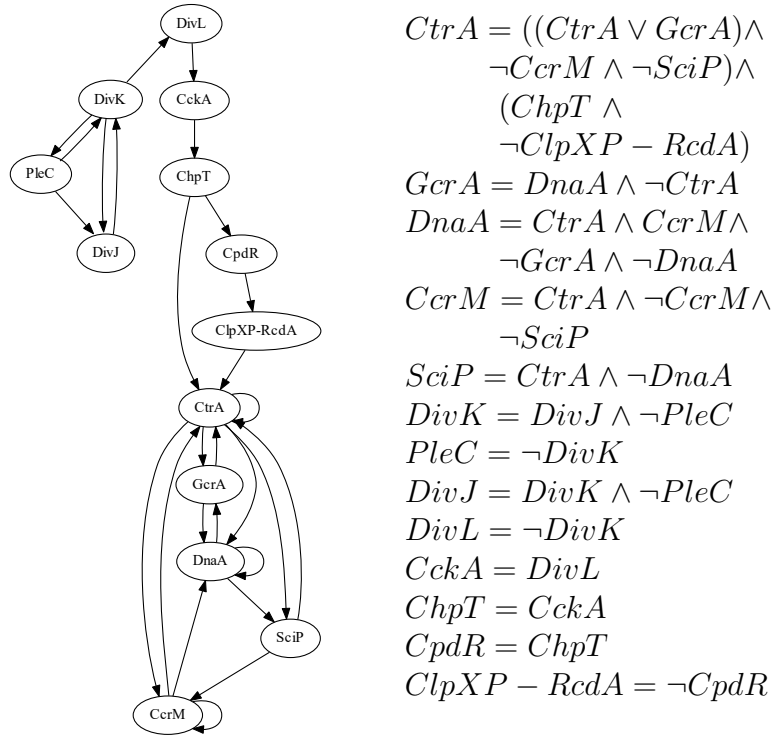 DivL
DivK
CckA
PleC
ChpT
DivJ
CpdR
ClpXP-RcdA
CtrA
GcrA
DnaA
SciP
CcrM
CtrA = ((CtrA ∨ GcrA)∧
¬CcrM ∧ ¬SciP)∧
(ChpT ∧
¬ClpXP − RcdA)
GcrA = DnaA ∧ ¬CtrA
DnaA = CtrA ∧ CcrM∧
¬GcrA ∧ ¬DnaA
CcrM = CtrA ∧ ¬CcrM∧
¬SciP
SciP = CtrA ∧ ¬DnaA
DivK = DivJ ∧ ¬PleC
PleC = ¬DivK
DivJ = DivK ∧ ¬PleC
DivL = ¬DivK
CckA = DivL
ChpT = CckA
CpdR = ChpT
ClpXP − RcdA = ¬CpdR